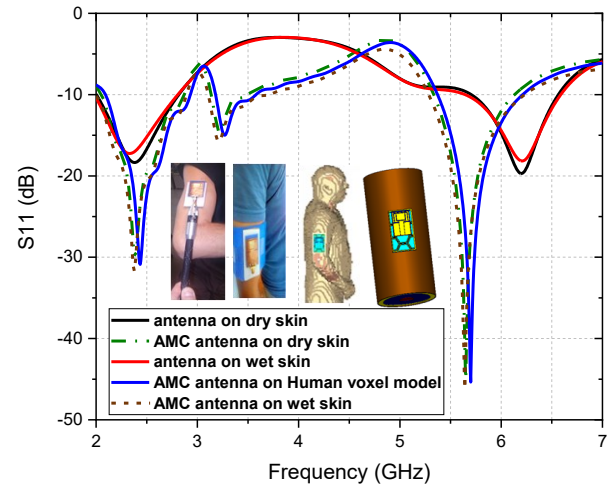 0
-10
-20
-30
-40
-50
S11 (dB)
antenna on dry skin
AMC antenna on dry skin
antenna on wet skin
AMC antenna on Human voxel model
AMC antenna on wet skin
2 3 4 5 6 7
Frequency (GHz)